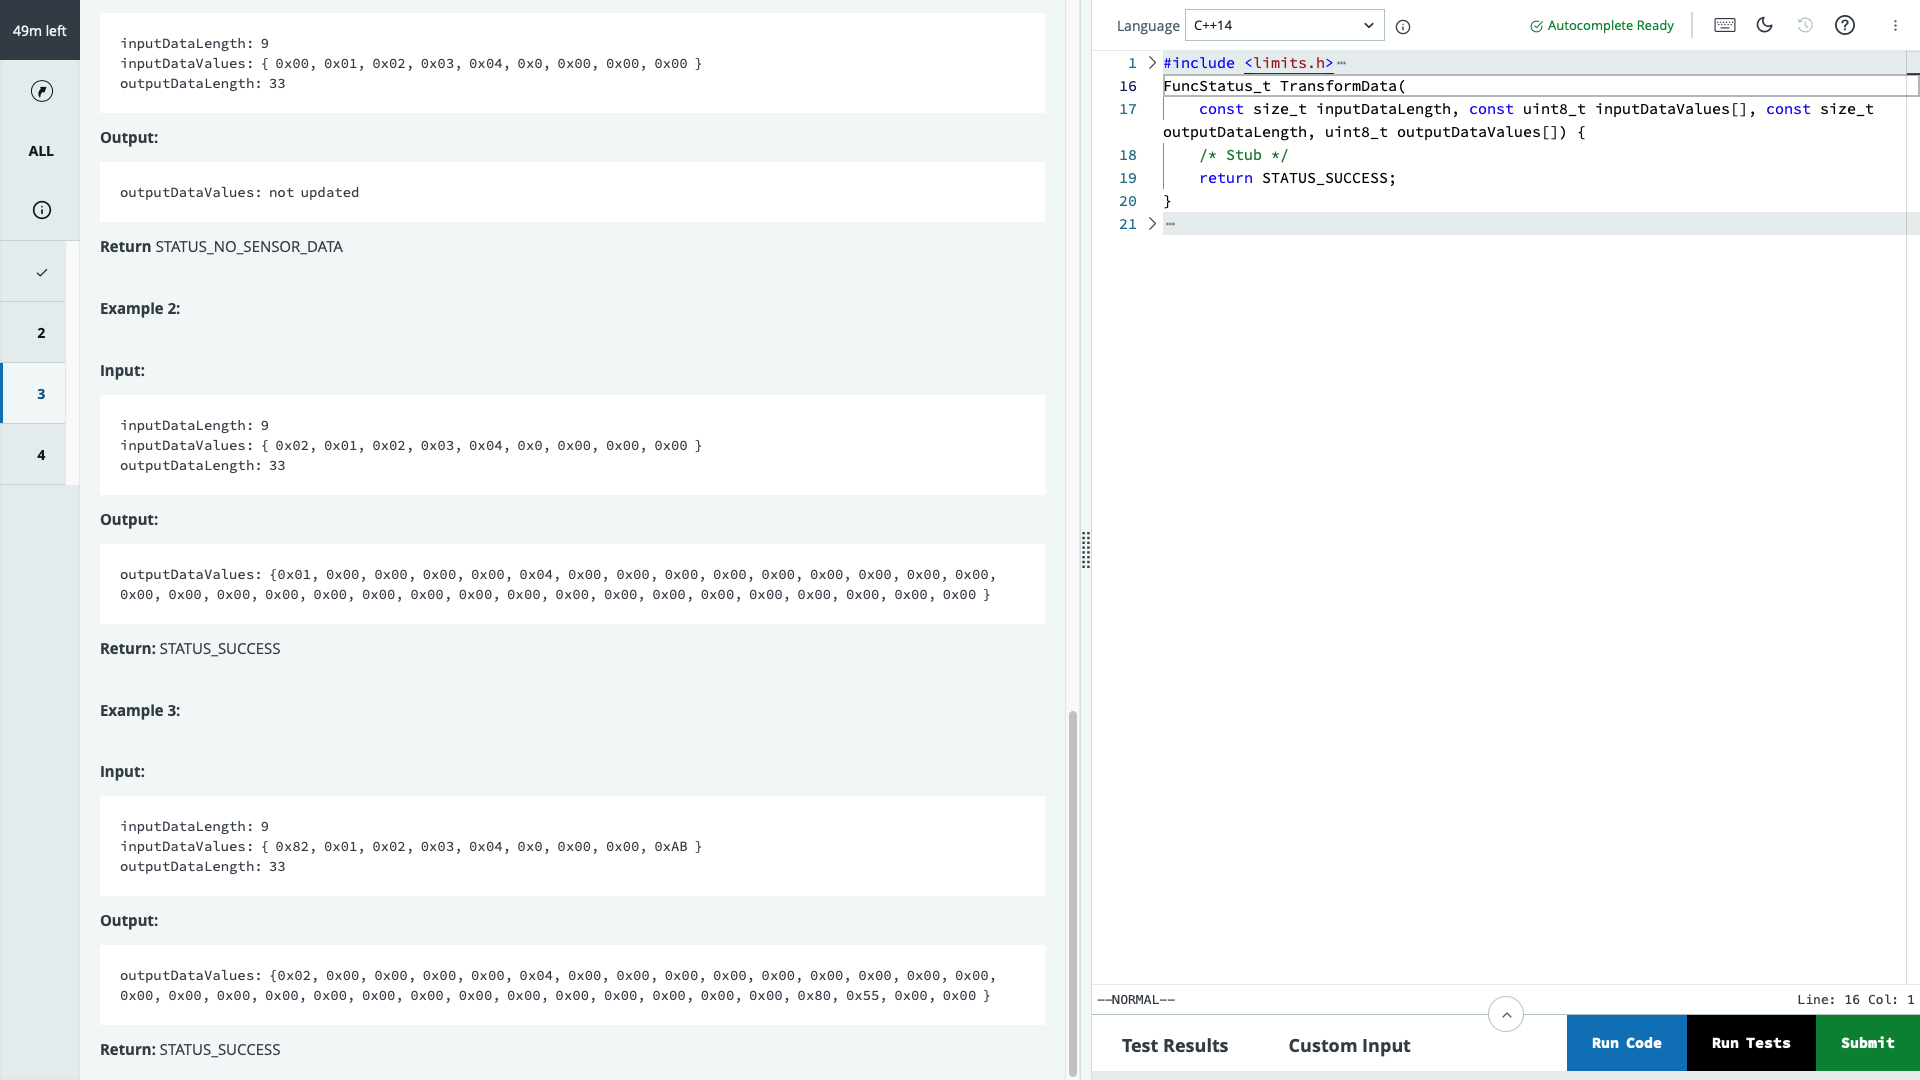 49m left
ALL
2
3
4
inputDataLength: 9
inputDataValues: { 0x00, 0x01, 0x02, 0x03, 0x04, 0x0, 0x00, 0x00, 0x00 }
outputDataLength: 33
Output:
outputDataValues: not updated
Return STATUS_NO_SENSOR_DATA
Example 2:
Input:
inputDataLength: 9
inputDataValues: { 0x02, 0x01, 0x02, 0x03, 0x04, 0x0, 0x00, 0x00, 0x00 }
outputDataLength: 33
Output:
outputDataValues: {0x01, 0x00, 0x00, 0x00, 0x00, 0x04, 0x00, 0x00, 0x00, 0x00, 0x00, 0x00, 0x00, 0x00, 0x00,
0x00, 0x00, 0x00, 0x00, 0x00, 0x00, 0x00, 0x00, 0x00, 0x00, 0x00, 0x00, 0x00, 0x00, 0x00, 0x00, 0x00, 0x00 }
Return: STATUS_SUCCESS
Example 3:
Input:
inputDataLength: 9
inputDataValues: { 0x82, 0x01, 0x02, 0x03, 0x04, 0x0, 0x00, 0x00, 0xAB }
outputDataLength: 33
Output:
outputDataValues: {0x02, 0x00, 0x00, 0x00, 0x00, 0x04, 0x00, 0x00, 0x00, 0x00, 0x00, 0x00, 0x00, 0x00, 0x00,
0x00, 0x00, 0x00, 0x00, 0x00, 0x00, 0x00, 0x00, 0x00, 0x00, 0x00, 0x00, 0x00, 0x00, 0x80, 0x55, 0x00, 0x00 }
Return: STATUS_SUCCESS
Language C++14
Autocomplete Ready
1 #include <limits.h>
16 FuncStatus_t TransformData(
17 const size_t inputDataLength, const uint8_t inputDataValues[], const size_t
outputDataLength, uint8_t outputDataValues[]) {
18 /* Stub */
19 return STATUS_SUCCESS;
20 }
21
--NORMAL--
Line: 16 Col: 1
Test Results
Custom Input
Run Code
Run Tests
Submit